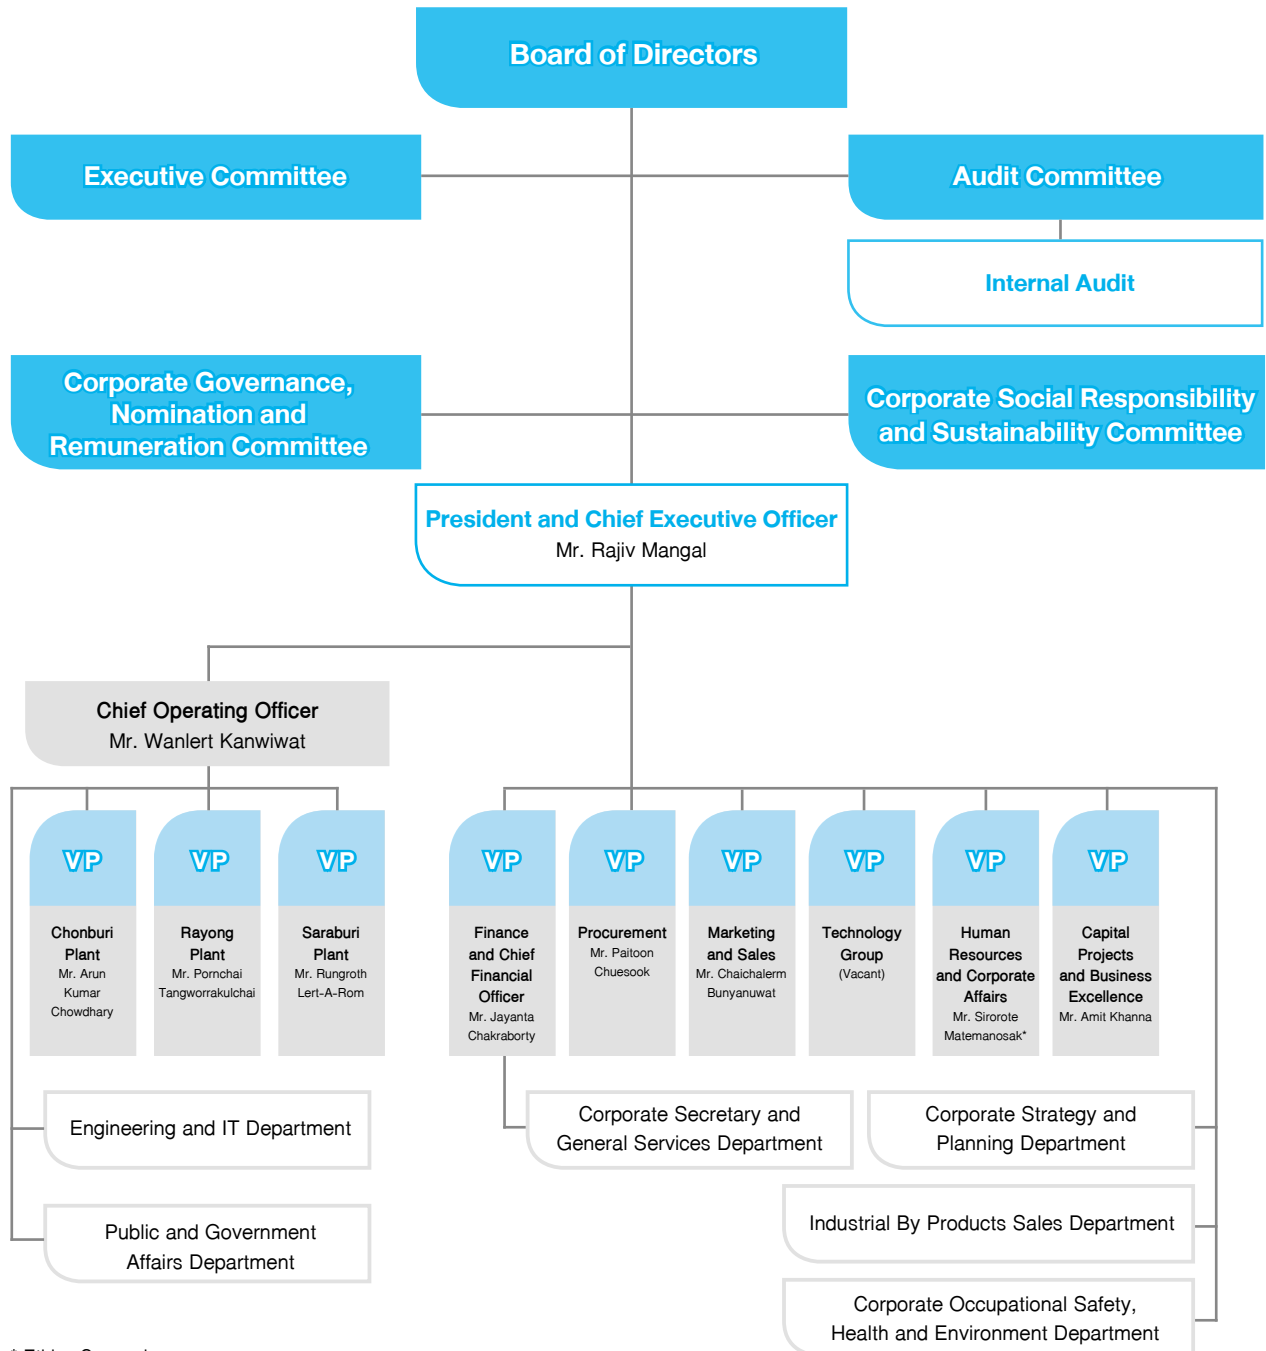 Board of Directors
Executive Committee
Audit Committee
Internal Audit
Corporate Governance,
Nomination and
Remuneration Committee
Corporate Social Responsibility
and Sustainability Committee
President and Chief Executive Officer
Mr. Rajiv Mangal
Chief Operating Officer
Mr. Wanlert Kanwiwat
VP
Chonburi
Plant
Mr. Arun
Kumar
Chowdhary
VP
Rayong
Plant
Mr. Pornchai
Tangworrakulchai
VP
Saraburi
Plant
Mr. Rungroth
Lert-A-Rom
VP
Finance
and Chief
Financial
Officer
Mr. Jayanta
Chakraborty
VP
Procurement
Mr. Paitoon
Chuesook
VP
Marketing
and Sales
Mr. Chaichalerm
Bunyanuwat
VP
Technology
Group
(Vacant)
VP
Human
Resources
and Corporate
Affairs
Mr. Sirorote
Matemanosak*
VP
Capital
Projects
and Business
Excellence
Mr. Amit Khanna
Engineering and IT Department
Public and Government
Affairs Department
Corporate Secretary and
General Services Department
Corporate Strategy and
Planning Department
Industrial By Products Sales Department
Corporate Occupational Safety,
Health and Environment Department